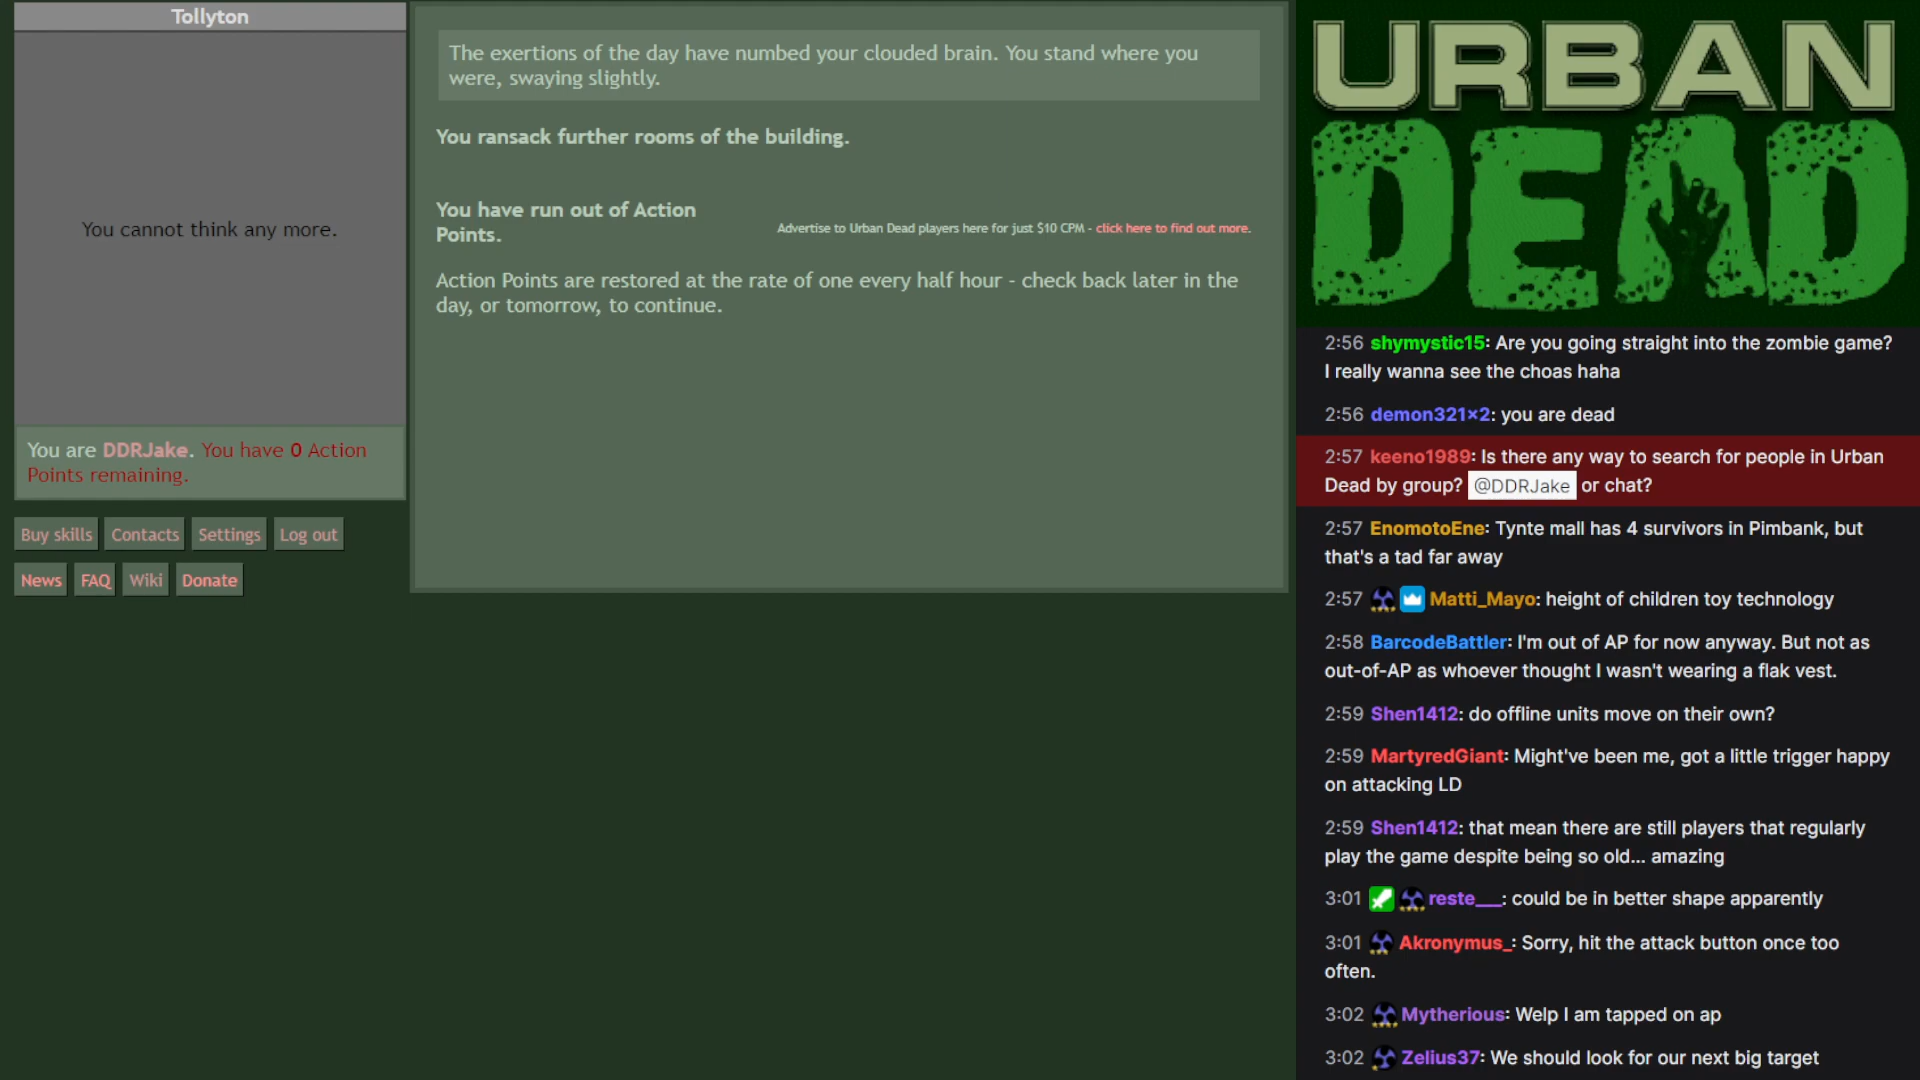 Tollyton
You cannot think any more.
You are DDRJake. You have 0 Action
Points remaining.
Buy skills Contacts Settings Log out
News FAQ Wiki Donate
The exertions of the day have numbed your clouded brain. You stand where you
were, swaying slightly.
You ransack further rooms of the building.
You have run out of Action
Points.
Advertise to Urban Dead players here for just $10 CPM - click here to find out more.
Action Points are restored at the rate of one every half hour - check back later in the
day, or tomorrow, to continue.
URBAN
DEAD
2:56 shymystic15: Are you going straight into the zombie game?
I really wanna see the choas haha
2:56 demon321×2: you are dead
2:57 keeno1989: Is there any way to search for people in Urban
Dead by group? @DDRJake or chat?
2:57 EnomotoEne: Tynte mall has 4 survivors in Pimbank, but
that's a tad far away
2:57 Matti_Mayo: height of children toy technology
2:58 BarcodeBattler: I'm out of AP for now anyway. But not as
out-of-AP as whoever thought I wasn't wearing a flak vest.
2:59 Shen1412: do offline units move on their own?
2:59 MartyredGiant: Might've been me, got a little trigger happy
on attacking LD
2:59 Shen1412: that mean there are still players that regularly
play the game despite being so old... amazing
3:01 reste___: could be in better shape apparently
3:01 Akronymus_: Sorry, hit the attack button once too
often.
3:02 Mytherious: Welp I am tapped on ap
3:02 Zelius37: We should look for our next big target